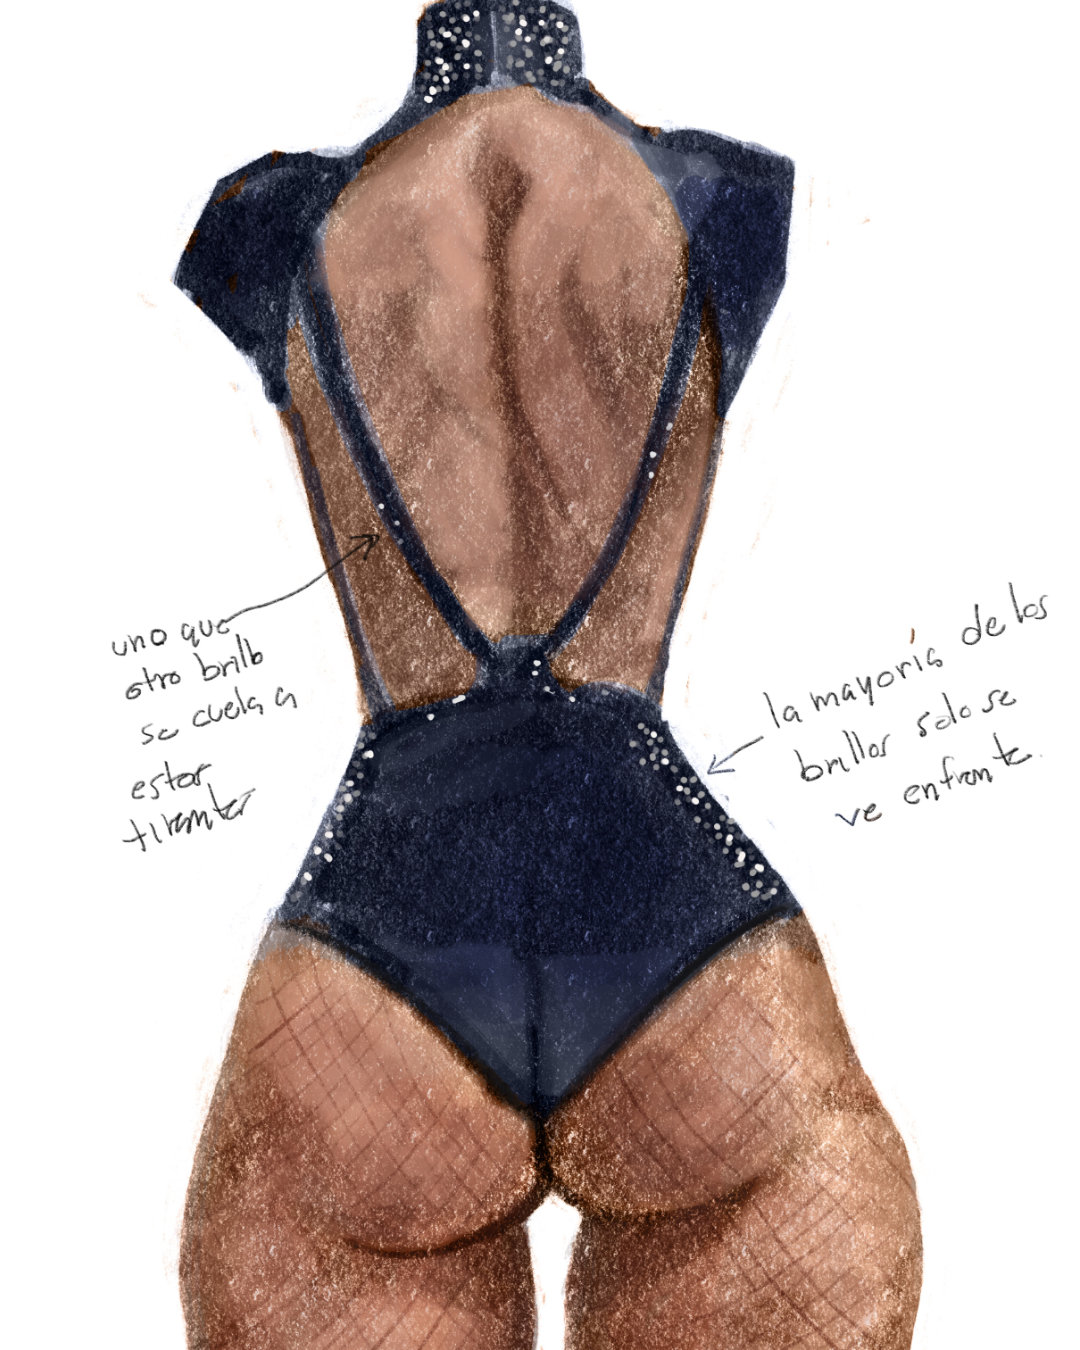 uno que
otro brillo
se cuela a
estos
tirantes
la mayoría de los
brillos solo se
ve enfrente.